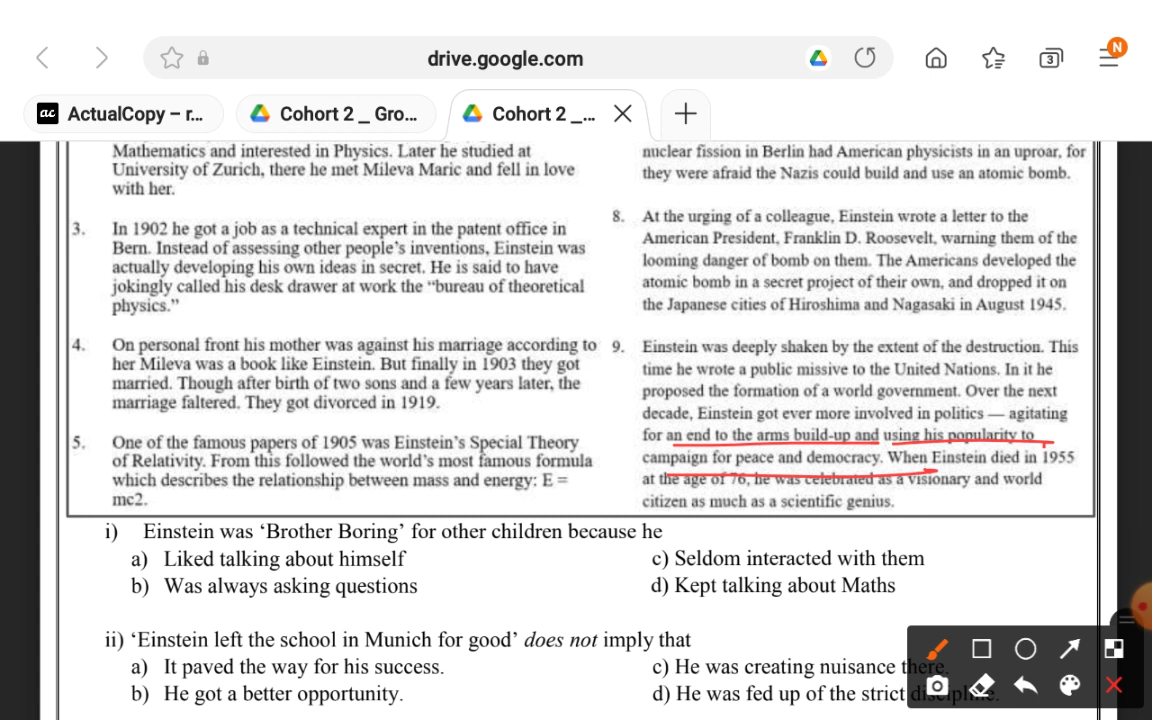 drive.google.com
3
N
ac ActualCopy – r...
Cohort 2 _ Gro...
Cohort 2 _...
Mathematics and interested in Physics. Later he studied at
University of Zurich, there he met Mileva Maric and fell in love
with her.
3. In 1902 he got a job as a technical expert in the patent office in
Bern. Instead of assessing other people's inventions, Einstein was
actually developing his own ideas in secret. He is said to have
jokingly called his desk drawer at work the "bureau of theoretical
physics."
4. On personal front his mother was against his marriage according to
her Mileva was a book like Einstein. But finally in 1903 they got
married. Though after birth of two sons and a few years later, the
marriage faltered. They got divorced in 1919.
5. One of the famous papers of 1905 was Einstein's Special Theory
of Relativity. From this followed the world's most famous formula
which describes the relationship between mass and energy: E =
mc2.
nuclear fission in Berlin had American physicists in an uproar, for
they were afraid the Nazis could build and use an atomic bomb.
8. At the urging of a colleague, Einstein wrote a letter to the
American President, Franklin D. Roosevelt, warning them of the
looming danger of bomb on them. The Americans developed the
atomic bomb in a secret project of their own, and dropped it on
the Japanese cities of Hiroshima and Nagasaki in August 1945.
9. Einstein was deeply shaken by the extent of the destruction. This
time he wrote a public missive to the United Nations. In it he
proposed the formation of a world government. Over the next
decade, Einstein got ever more involved in politics — agitating
for an end to the arms build-up and using his popularity to
campaign for peace and democracy. When Einstein died in 1955
at the age of 76, he was celebrated as a visionary and world
citizen as much as a scientific genius.
i) Einstein was 'Brother Boring' for other children because he
a) Liked talking about himself
b) Was always asking questions
c) Seldom interacted with them
d) Kept talking about Maths
ii) 'Einstein left the school in Munich for good' does not imply that
a) It paved the way for his success.
b) He got a better opportunity.
c) He was creating nuisance there.
d) He was fed up of the strict discipline.